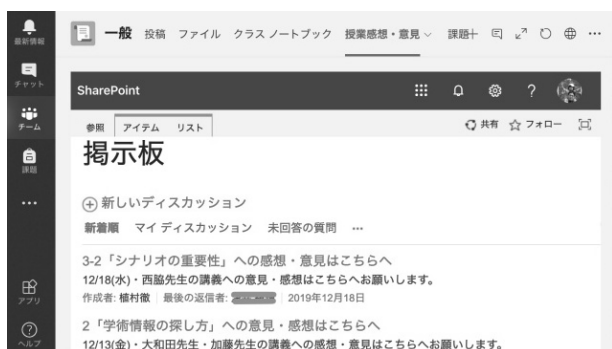 最新情報
一般 投稿 ファイル クラス ノートブック 授業感想・意見 課題
チャット
SharePoint
チーム
参照 アイテム リスト
共有 フォロー
掲示板
課題
新しいディスカッション
新着順 マイ ディスカッション 未回答の質問 ...
3-2「シナリオの重要性」への感想・意見はこちらへ
12/18(水)・西脇先生の講義への意見・感想はこちらへお願いします。
作成者: 植村徹 最後の返信者: 2019年12月18日
アプリ
2「学術情報の探し方」への意見・感想はこちらへ
ヘルプ
12/13(金)・大和田先生・加藤先生の講義への感想・意見はこちらへお願いします。